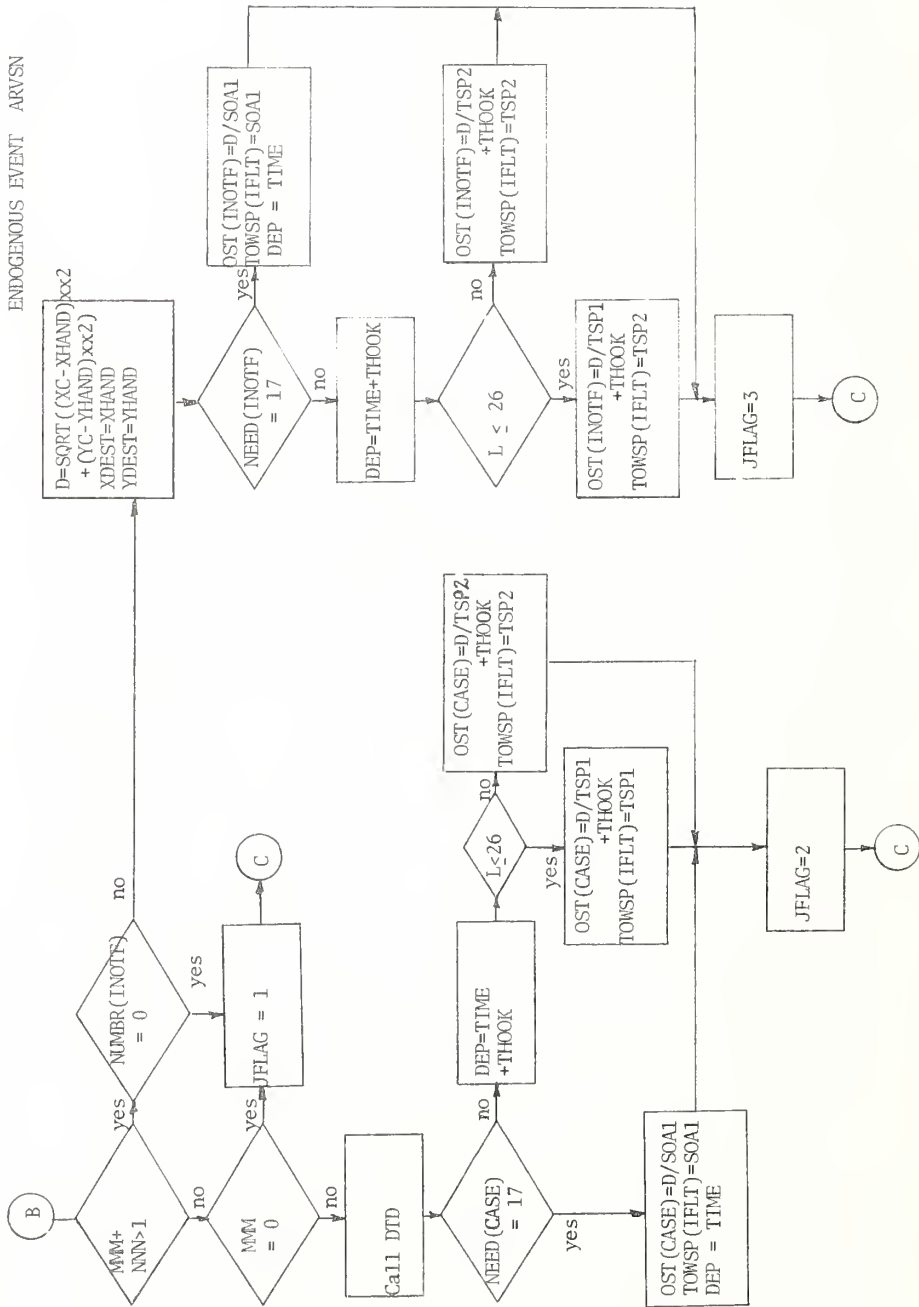 ENDOGENOUS EVENT ARVSN
B
MMM+
NNN>1
yes
no
NUMBR(INOTF)
= 0
no
yes
D=SQRT((XC-XHAND)xx2
+(YC-YHAND)xx2)
XDEST=XHAND
YDEST=YHAND
MMM
= 0
yes
no
JFLAG = 1
C
NEED(INOTF)
= 17
yes
no
OST(INOTF)=D/SOA1
TOWSP(IFLT)=SOA1
DEP = TIME
Call DTD
DEP=TIME+THOOK
NEED(CASE)
= 17
no
yes
DEP=TIME
+THOOK
L≤26
no
yes
OST(CASE)=D/TSP2
+THOOK
TOWSP(IFLT)=TSP2
L ≤ 26
no
yes
OST(INOTF)=D/TSP2
+THOOK
TOWSP(IFLT)=TSP2
OST(CASE)=D/TSP1
+THOOK
TOWSP(IFLT)=TSP1
OST(INOTF)=D/TSP1
+THOOK
TOWSP(IFLT)=TSP2
OST(CASE)=D/SOA1
TOWSP(IFLT)=SOA1
DEP = TIME
JFLAG=2
C
JFLAG=3
C